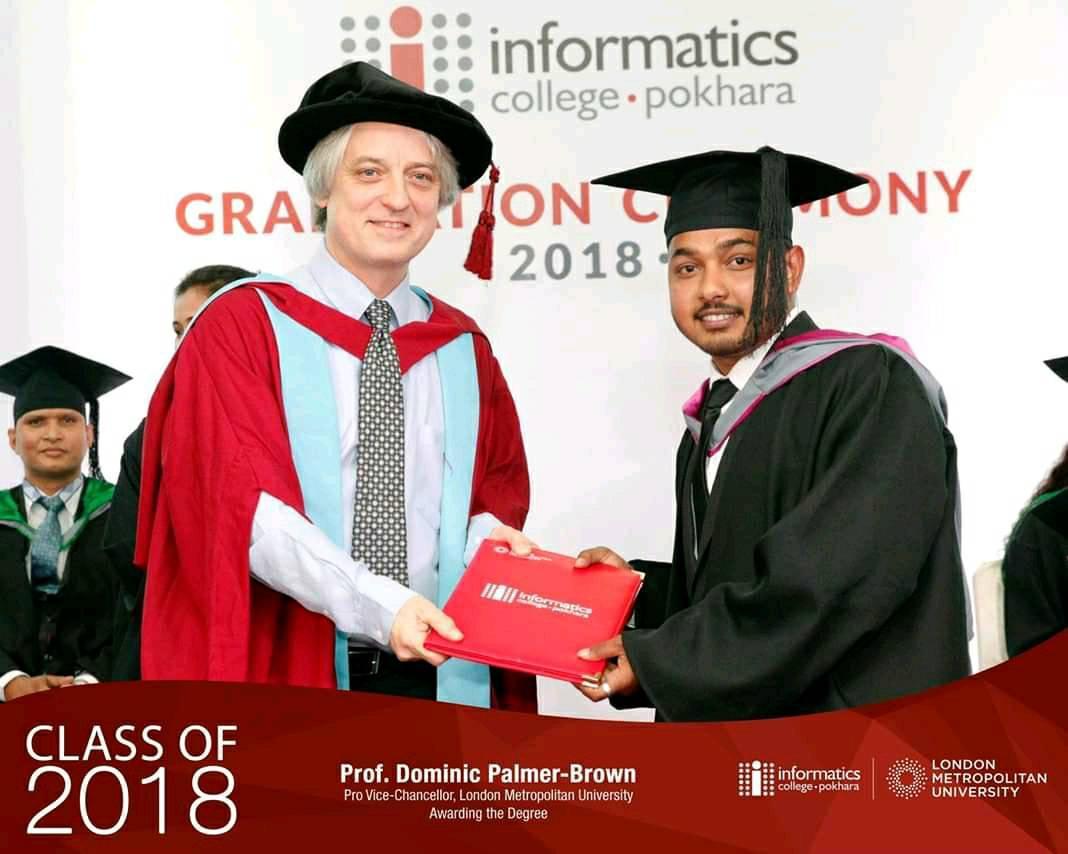 informatics
college • pokhara
GRA TION C MONY
2018
informatics
college • pokhara
CLASS OF
2018
Prof. Dominic Palmer-Brown
Pro Vice-Chancellor, London Metropolitan University
Awarding the Degree
informatics
college • pokhara
LONDON
METROPOLITAN
UNIVERSITY